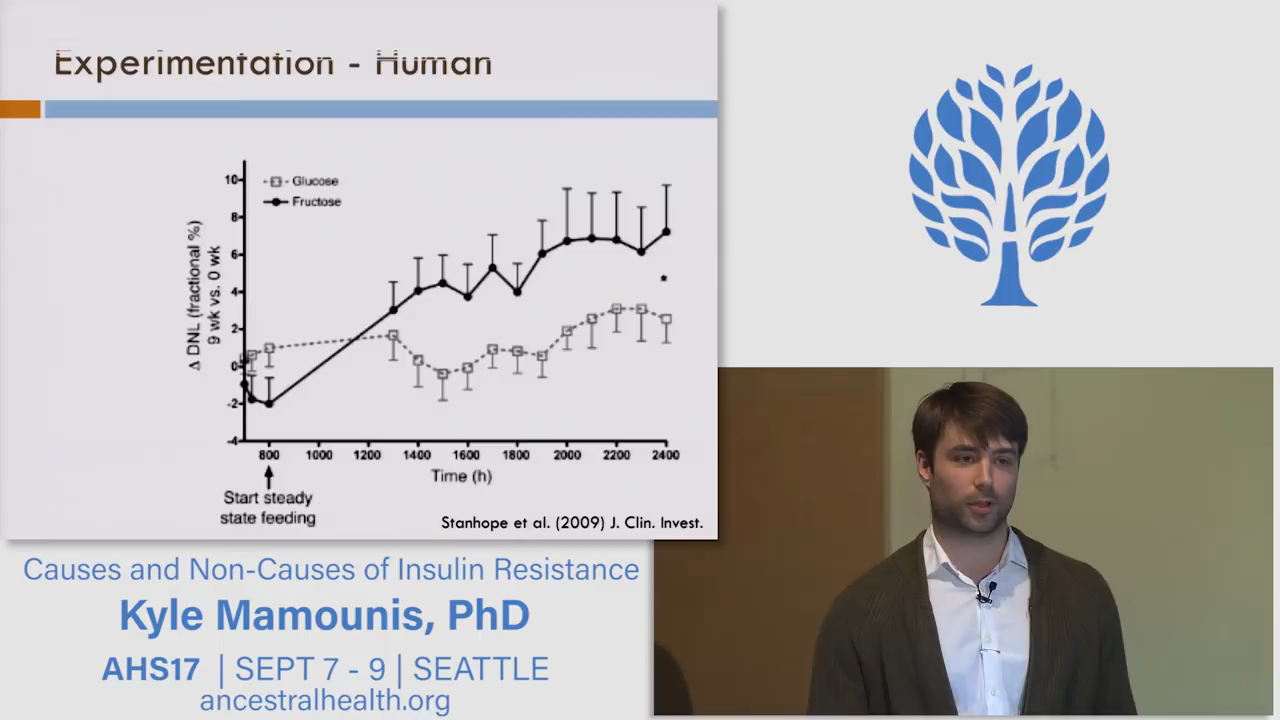 Experimentation - Human
10
8
6
4
2
0
-2
-4
Glucose
Fructose
Δ DNL (fractional %)
9 wk vs. 0 wk
*
800 1000 1200 1400 1600 1800 2000 2200 2400
Time (h)
Start steady
state feeding
Stanhope et al. (2009) J. Clin. Invest.
Causes and Non-Causes of Insulin Resistance
Kyle Mamounis, PhD
AHS17 | SEPT 7 - 9 | SEATTLE
ancestralhealth.org